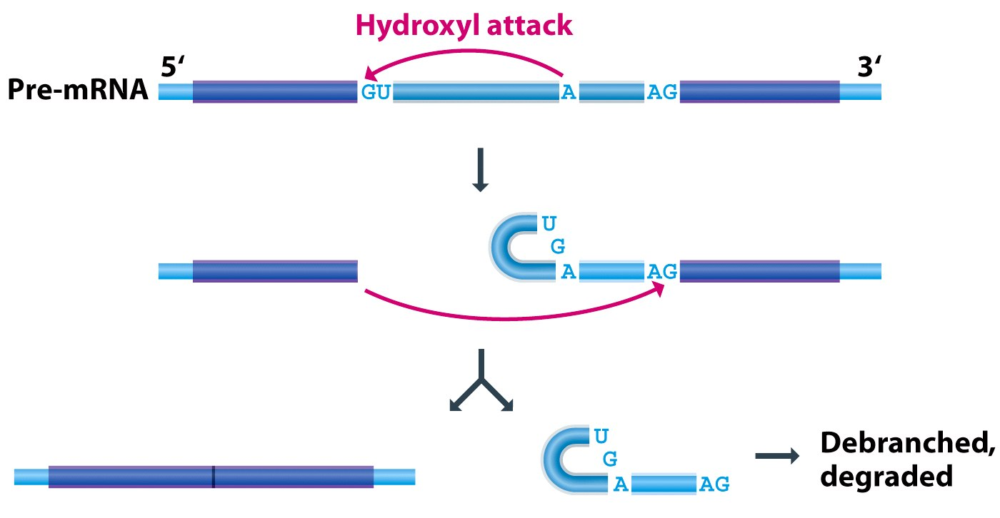 Hydroxyl attack
5‘ 3‘
Pre-mRNA GU A AG
U
G
A AG
U
G
A AG
Debranched,
degraded